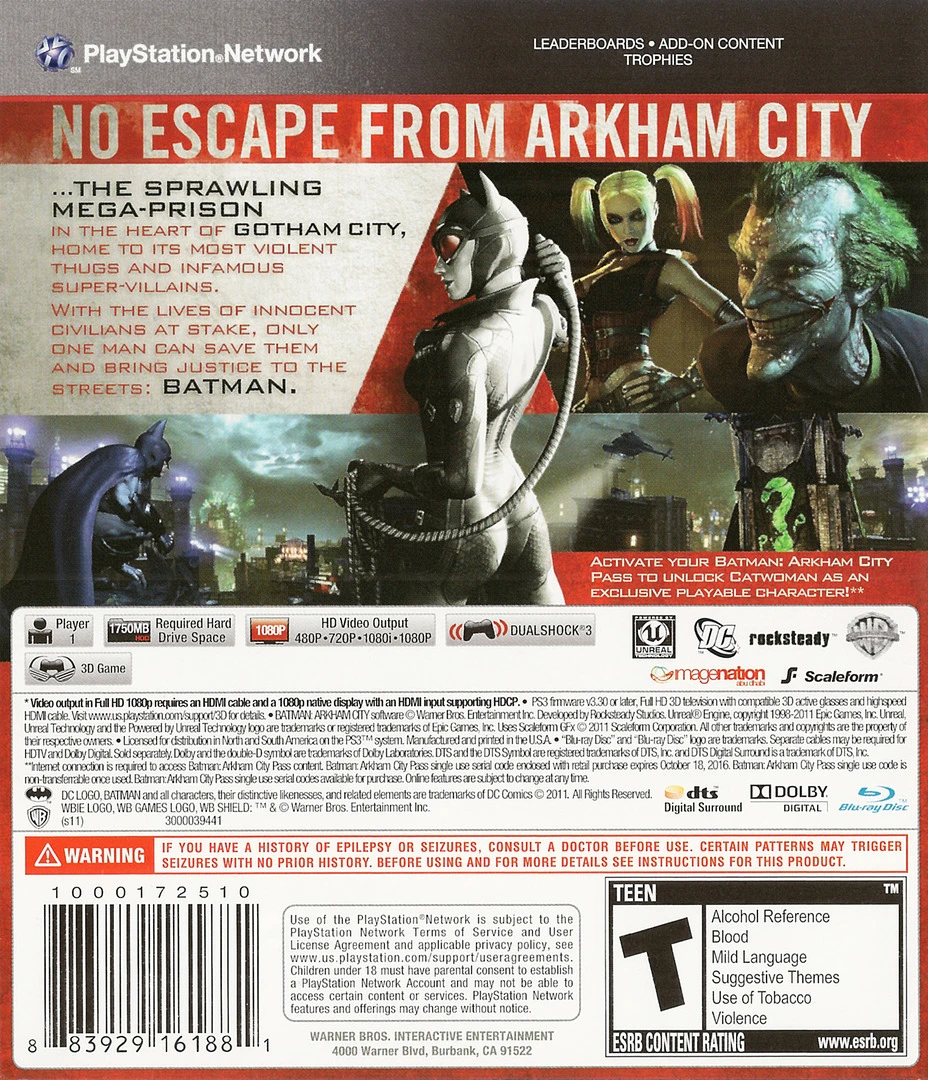 PlayStation®Network
SM
LEADERBOARDS • ADD-ON CONTENT
TROPHIES
NO ESCAPE FROM ARKHAM CITY
...THE SPRAWLING
MEGA-PRISON
IN THE HEART OF GOTHAM CITY,
HOME TO ITS MOST VIOLENT
THUGS AND INFAMOUS
SUPER-VILLAINS.
WITH THE LIVES OF INNOCENT
CIVILIANS AT STAKE, ONLY
ONE MAN CAN SAVE THEM
AND BRING JUSTICE TO THE
STREETS: BATMAN.
ACTIVATE YOUR BATMAN: ARKHAM CITY
PASS TO UNLOCK CATWOMAN AS AN
EXCLUSIVE PLAYABLE CHARACTER!**
Player
1
1750MB
HDD
Required Hard
Drive Space
1080P
HD Video Output
480P•720P•1080i•1080P
DUALSHOCK®3
3D Game
POWERED BY
UNREAL
TECHNOLOGY
DC
rocksteady
WB
imagenation
abu dhabi
Scaleform
* Video output in Full HD 1080p requires an HDMI cable and a 1080p native display with an HDMI input supporting HDCP. • PS3 firmware v3.30 or later, Full HD 3D television with compatible 3D active glasses and highspeed
HDMI cable. Visit www.us.playstation.com/support/3D for details. • BATMAN: ARKHAM CITY software © Warner Bros. Entertainment Inc. Developed by Rocksteady Studios. Unreal® Engine, copyright 1998-2011 Epic Games, Inc. Unreal,
Unreal Technology and the Powered by Unreal Technology logo are trademarks or registered trademarks of Epic Games, Inc. Uses Scaleform GFx © 2011 Scaleform Corporation. All other trademarks and copyrights are the property of
their respective owners. • Licensed for distribution in North and South America on the PS3™ system. Manufactured and printed in the U.S.A. • "Blu-ray Disc" and "Blu-ray Disc" logo are trademarks. Separate cables may be required for
HDTV and Dolby Digital. Sold separately. Dolby and the double-D symbol are trademarks of Dolby Laboratories. DTS and the DTS Symbol are registered trademarks of DTS, Inc. and DTS Digital Surround is a trademark of DTS, Inc.
**Internet connection is required to access Batman: Arkham City Pass content. Batman: Arkham City Pass single use serial code enclosed with retail purchase expires October 18, 2016. Batman: Arkham City Pass single use code is
non-transferrable once used. Batman: Arkham City Pass single use serial codes available for purchase. Online features are subject to change at any time.
DC LOGO, BATMAN and all characters, their distinctive likenesses, and related elements are trademarks of DC Comics © 2011. All Rights Reserved.
WBIE LOGO, WB GAMES LOGO, WB SHIELD: ™ & © Warner Bros. Entertainment Inc.
(s11) 3000039441
dts
Digital Surround
DOLBY
DIGITAL
Blu-ray Disc
WARNING
IF YOU HAVE A HISTORY OF EPILEPSY OR SEIZURES, CONSULT A DOCTOR BEFORE USE. CERTAIN PATTERNS MAY TRIGGER
SEIZURES WITH NO PRIOR HISTORY. BEFORE USING AND FOR MORE DETAILS SEE INSTRUCTIONS FOR THIS PRODUCT.
1000172510
8 83929 16188 1
Use of the PlayStation®Network is subject to the
PlayStation Network Terms of Service and User
License Agreement and applicable privacy policy, see
www.us.playstation.com/support/useragreements.
Children under 18 must have parental consent to establish
a PlayStation Network Account and may not be able to
access certain content or services. PlayStation Network
features and offerings may change without notice.
WARNER BROS. INTERACTIVE ENTERTAINMENT
4000 Warner Blvd, Burbank, CA 91522
TEEN
™
T
Alcohol Reference
Blood
Mild Language
Suggestive Themes
Use of Tobacco
Violence
ESRB CONTENT RATING
www.esrb.org